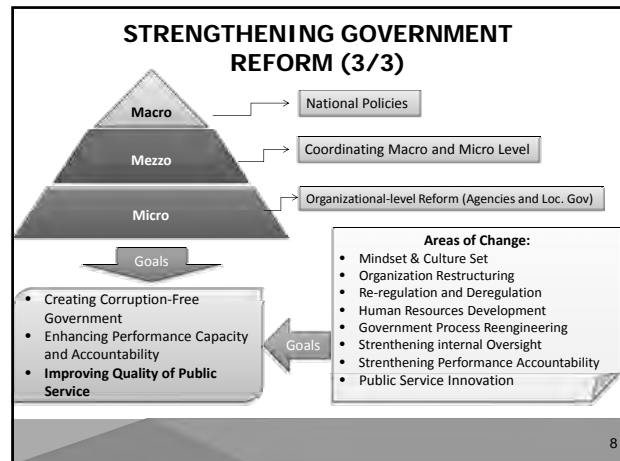 STRENGTHENING GOVERNMENT
REFORM (3/3)
Macro
National Policies
Mezzo
Coordinating Macro and Micro Level
Micro
Organizational-level Reform (Agencies and Loc. Gov)
Goals
• Creating Corruption-Free
Government
• Enhancing Performance Capacity
and Accountability
• Improving Quality of Public
Service
Goals
Areas of Change:
• Mindset & Culture Set
• Organization Restructuring
• Re-regulation and Deregulation
• Human Resources Development
• Government Process Reengineering
• Strenthening internal Oversight
• Strenthening Performance Accountability
• Public Service Innovation
8